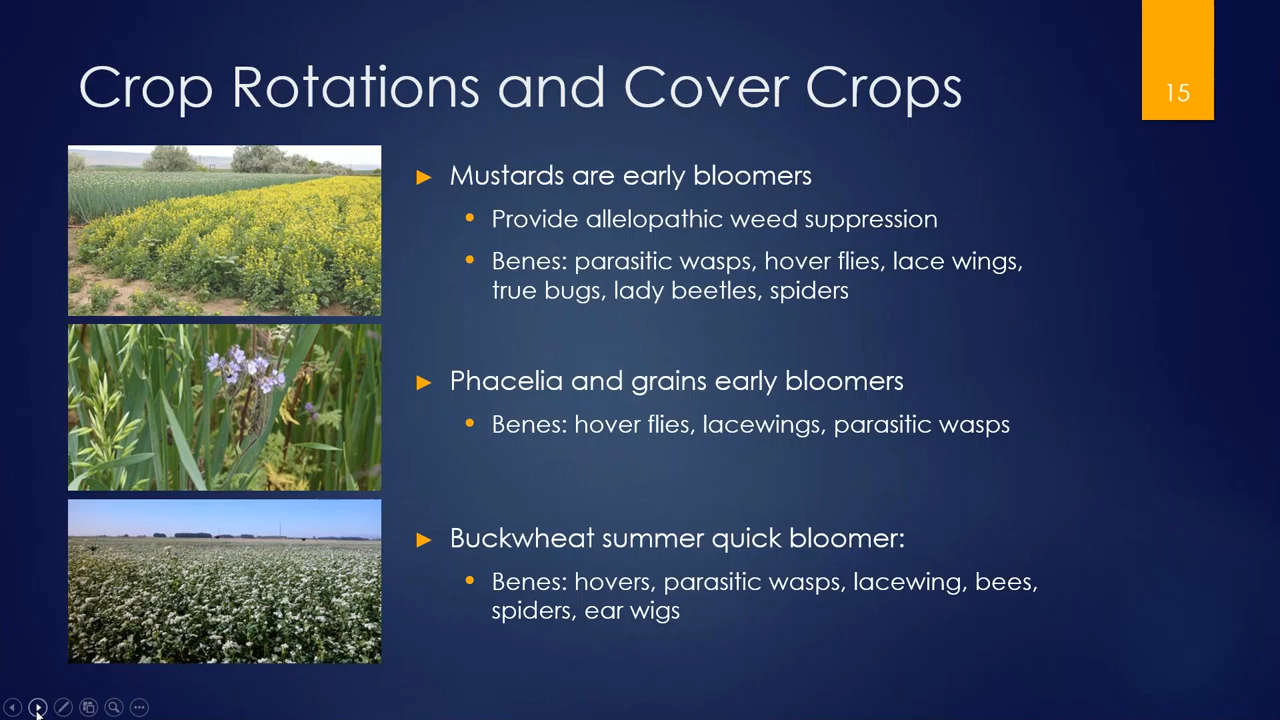 Crop Rotations and Cover Crops
15
Mustards are early bloomers
Provide allelopathic weed suppression
Benes: parasitic wasps, hover flies, lace wings,
true bugs, lady beetles, spiders
Phacelia and grains early bloomers
Benes: hover flies, lacewings, parasitic wasps
Buckwheat summer quick bloomer:
Benes: hovers, parasitic wasps, lacewing, bees,
spiders, ear wigs